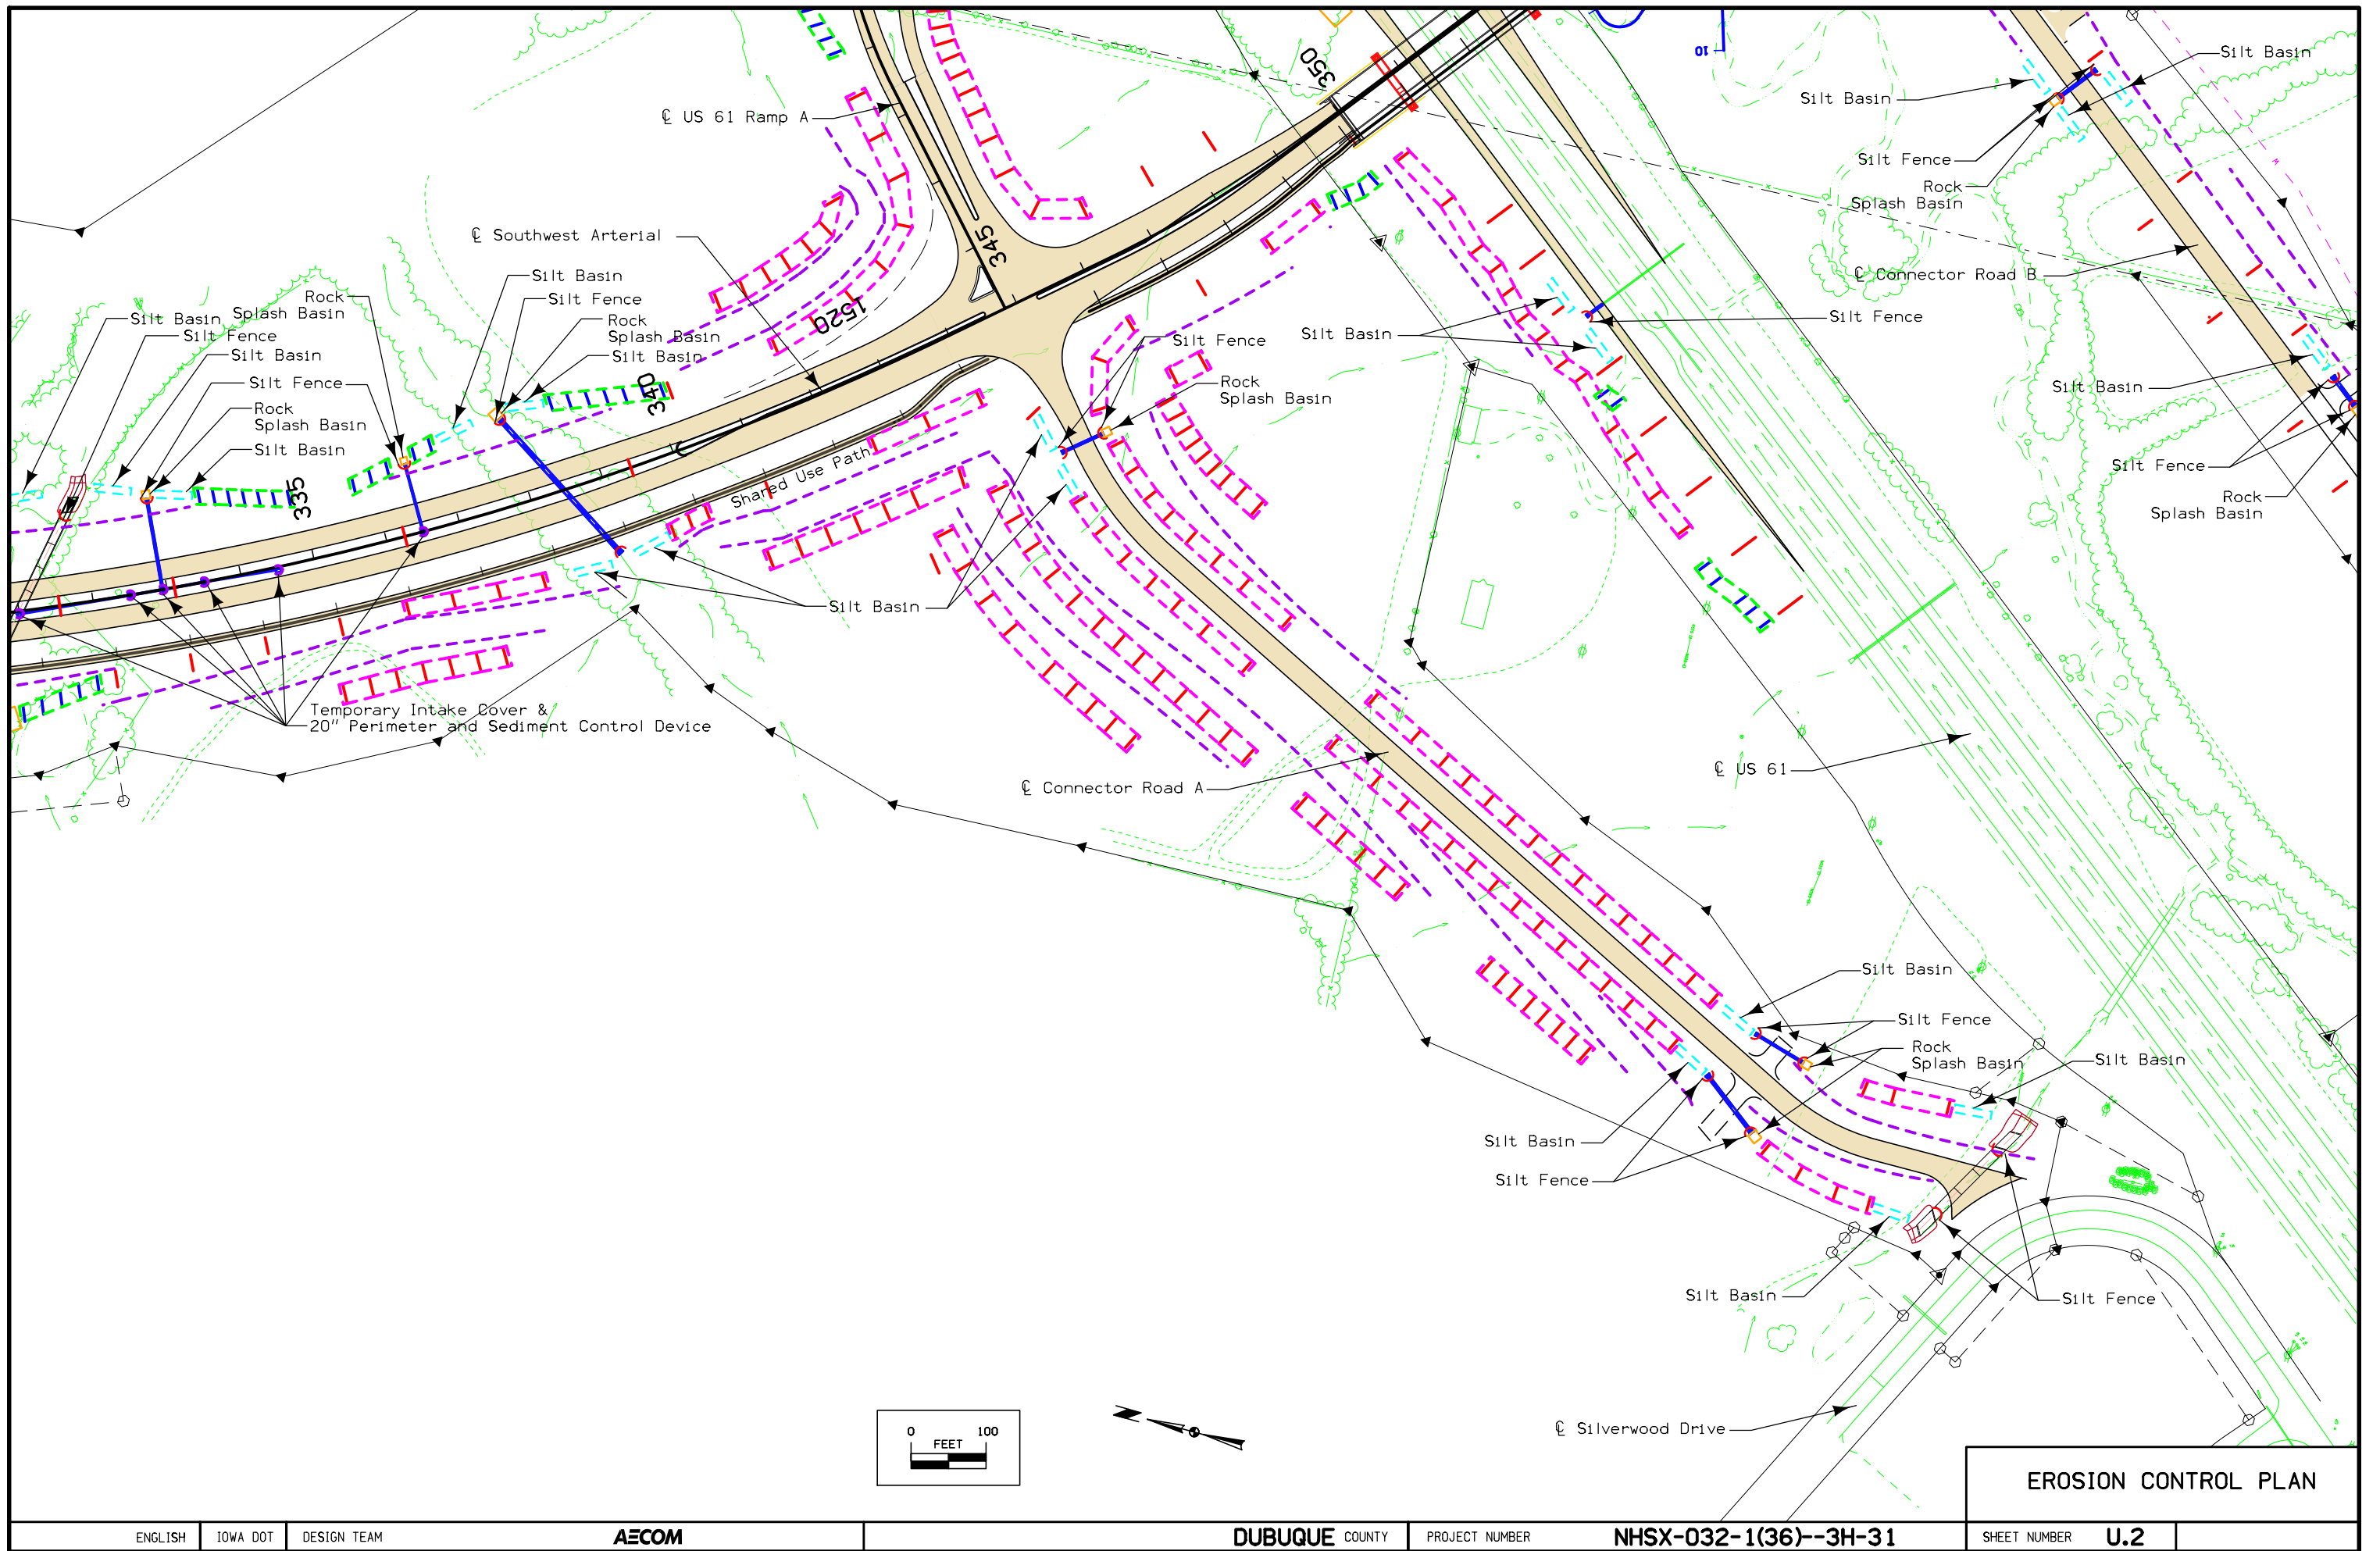 350
10
Silt Basin
Silt Basin
℄ US 61 Ramp A
Silt Fence
Rock
Splash Basin
℄ Southwest Arterial
345
℄ Connector Road B
Silt Basin
Silt Fence
Rock
Splash Basin
Rock
Splash Basin
Silt Basin
Silt Fence
Silt Basin
Silt Basin
1520
Silt Basin
Silt Fence
Silt Fence
Silt Fence
Rock
Splash Basin
Silt Basin
340
Rock
Splash Basin
Silt Basin
Silt Basin
Silt Fence
Rock
Splash Basin
335
Shared Use Path
Silt Basin
Temporary Intake Cover &
20" Perimeter and Sediment Control Device
℄ Connector Road A
℄ US 61
Silt Basin
Silt Fence
Rock
Splash Basin
Silt Basin
Silt Basin
Silt Fence
Silt Basin
Silt Fence
℄ Silverwood Drive
0 100
FEET
N
EROSION CONTROL PLAN
ENGLISH IOWA DOT DESIGN TEAM AECOM DUBUQUE COUNTY PROJECT NUMBER NHSX-032-1(36)--3H-31 SHEET NUMBER U.2